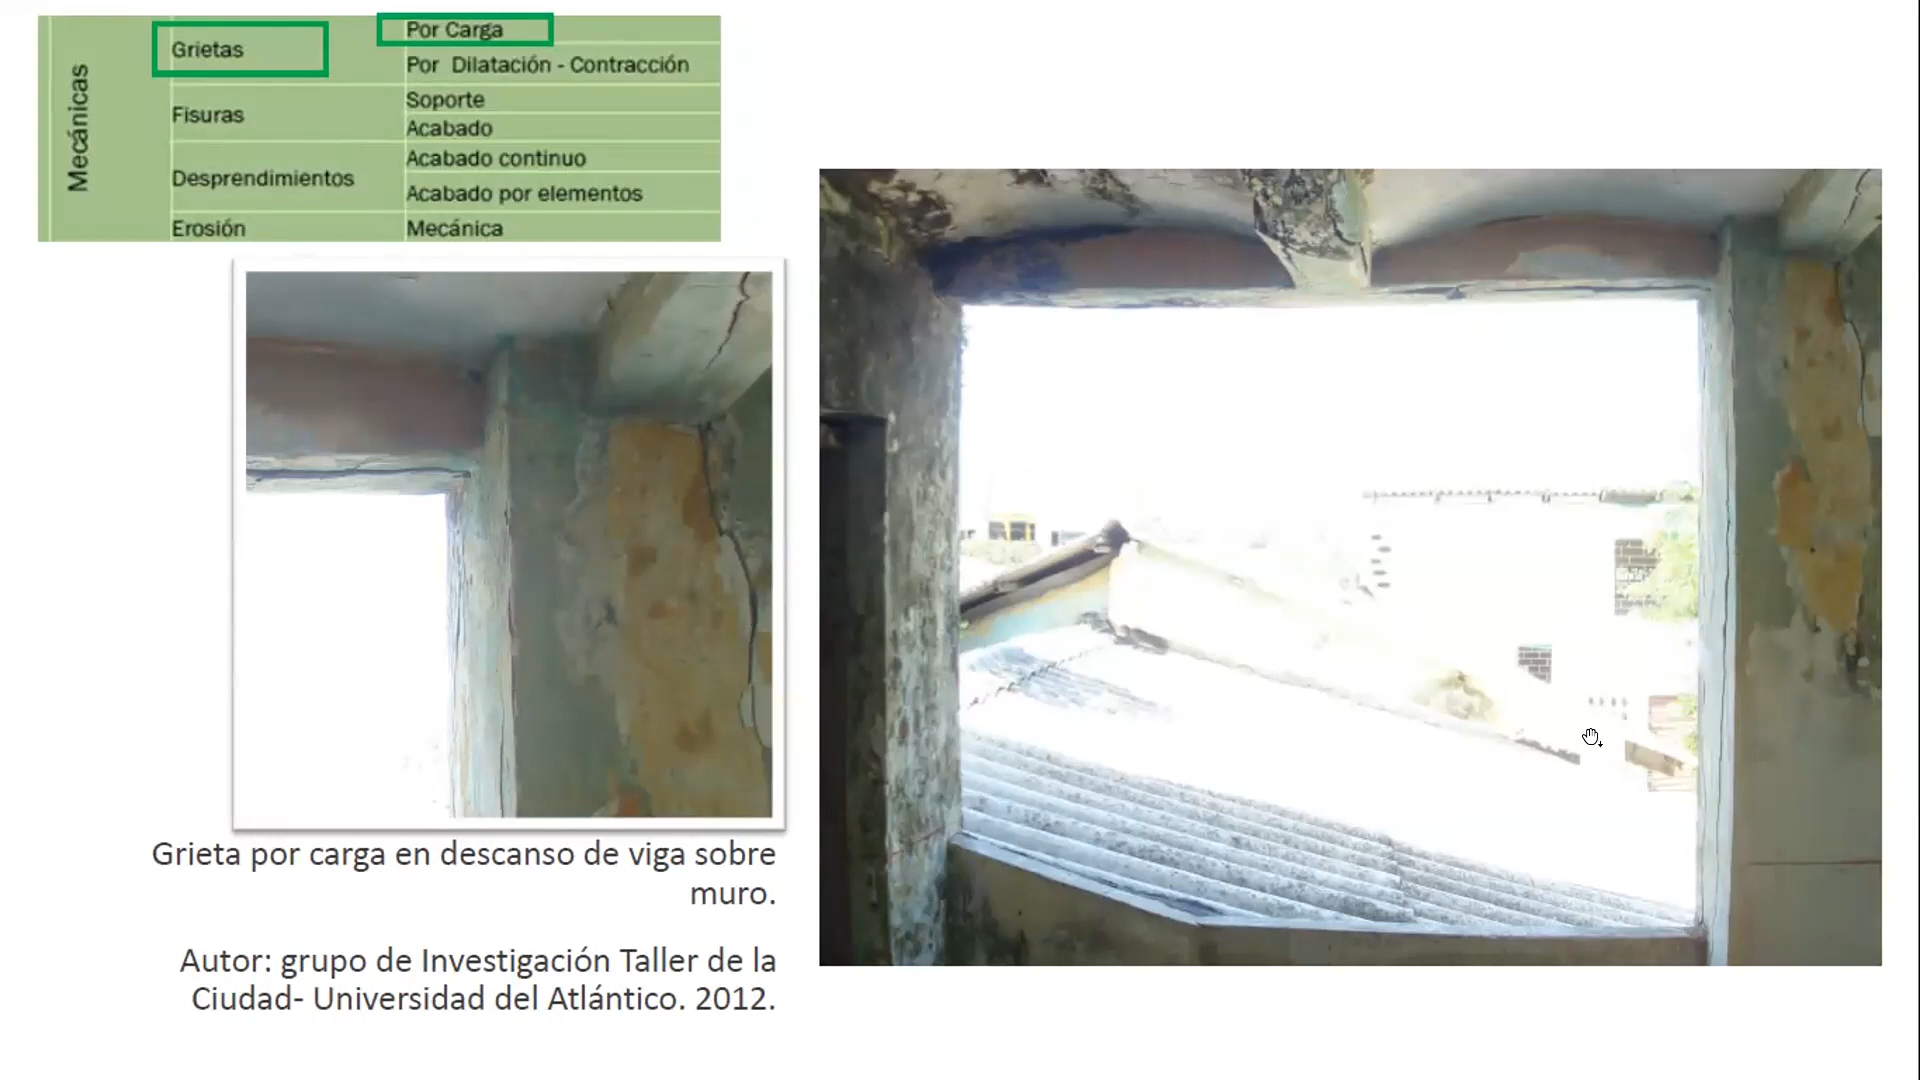 Mecánicas
Grietas
Por Carga
Por Dilatación - Contracción
Fisuras
Soporte
Acabado
Desprendimientos
Acabado continuo
Acabado por elementos
Erosión
Mecánica
Grieta por carga en descanso de viga sobre
muro.
Autor: grupo de Investigación Taller de la
Ciudad- Universidad del Atlántico. 2012.